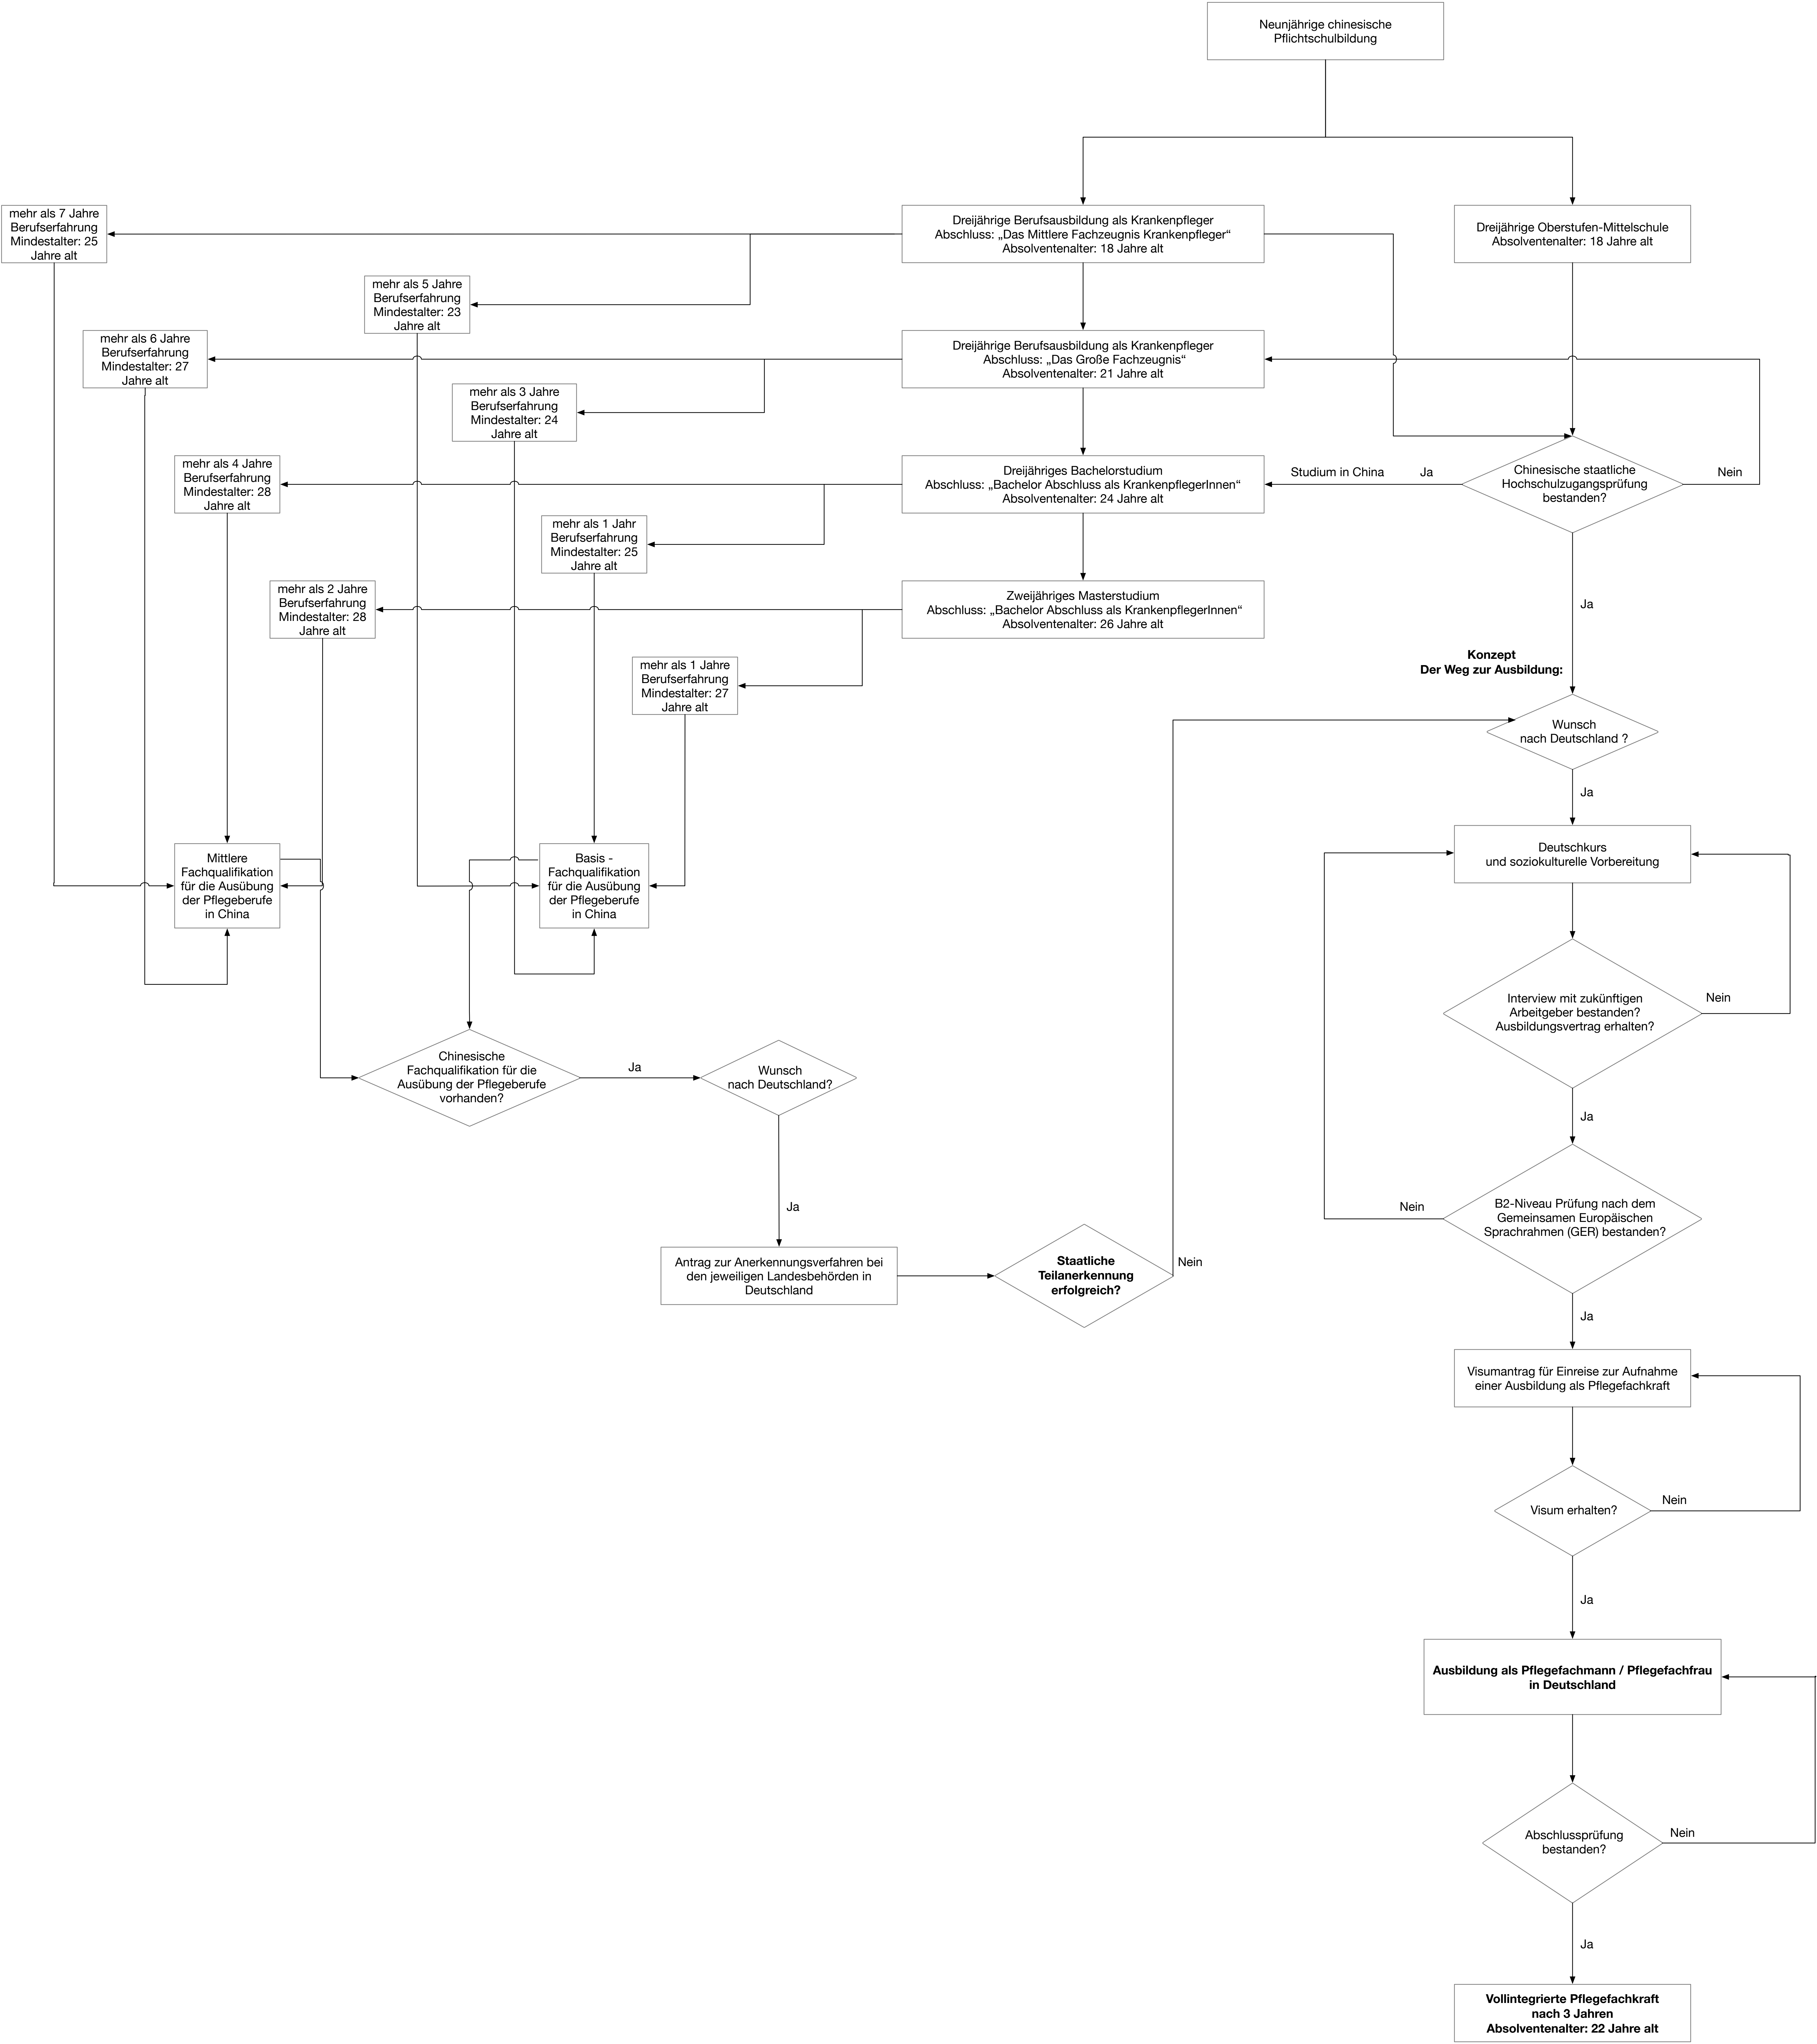 Neunjährige chinesische
Pflichtschulbildung
mehr als 7 Jahre
Berufserfahrung
Mindestalter: 25
Jahre alt
Dreijährige Berufsausbildung als Krankenpfleger
Abschluss: „Das Mittlere Fachzeugnis Krankenpfleger“
Absolventenalter: 18 Jahre alt
Dreijährige Oberstufen-Mittelschule
Absolventenalter: 18 Jahre alt
mehr als 5 Jahre
Berufserfahrung
Mindestalter: 23
Jahre alt
mehr als 6 Jahre
Berufserfahrung
Mindestalter: 27
Jahre alt
Dreijährige Berufsausbildung als Krankenpfleger
Abschluss: „Das Große Fachzeugnis“
Absolventenalter: 21 Jahre alt
mehr als 3 Jahre
Berufserfahrung
Mindestalter: 24
Jahre alt
mehr als 4 Jahre
Berufserfahrung
Mindestalter: 28
Jahre alt
Dreijähriges Bachelorstudium
Abschluss: „Bachelor Abschluss als KrankenpflegerInnen“
Absolventenalter: 24 Jahre alt
Studium in China
Ja
Chinesische staatliche
Hochschulzugangsprüfung
bestanden?
Nein
mehr als 1 Jahr
Berufserfahrung
Mindestalter: 25
Jahre alt
mehr als 2 Jahre
Berufserfahrung
Mindestalter: 28
Jahre alt
Zweijähriges Masterstudium
Abschluss: „Bachelor Abschluss als KrankenpflegerInnen“
Absolventenalter: 26 Jahre alt
Ja
mehr als 1 Jahre
Berufserfahrung
Mindestalter: 27
Jahre alt
Konzept
Der Weg zur Ausbildung:
Wunsch
nach Deutschland ?
Ja
Mittlere
Fachqualifikation
für die Ausübung
der Pflegeberufe
in China
Basis -
Fachqualifikation
für die Ausübung
der Pflegeberufe
in China
Deutschkurs
und soziokulturelle Vorbereitung
Interview mit zukünftigen
Arbeitgeber bestanden?
Ausbildungsvertrag erhalten?
Nein
Chinesische
Fachqualifikation für die
Ausübung der Pflegeberufe
vorhanden?
Ja
Wunsch
nach Deutschland?
Ja
Ja
B2-Niveau Prüfung nach dem
Gemeinsamen Europäischen
Sprachrahmen (GER) bestanden?
Nein
Antrag zur Anerkennungsverfahren bei
den jeweiligen Landesbehörden in
Deutschland
Staatliche
Teilanerkennung
erfolgreich?
Nein
Ja
Visumantrag für Einreise zur Aufnahme
einer Ausbildung als Pflegefachkraft
Visum erhalten?
Nein
Ja
Ausbildung als Pflegefachmann / Pflegefachfrau
in Deutschland
Abschlussprüfung
bestanden?
Nein
Ja
Vollintegrierte Pflegefachkraft
nach 3 Jahren
Absolventenalter: 22 Jahre alt